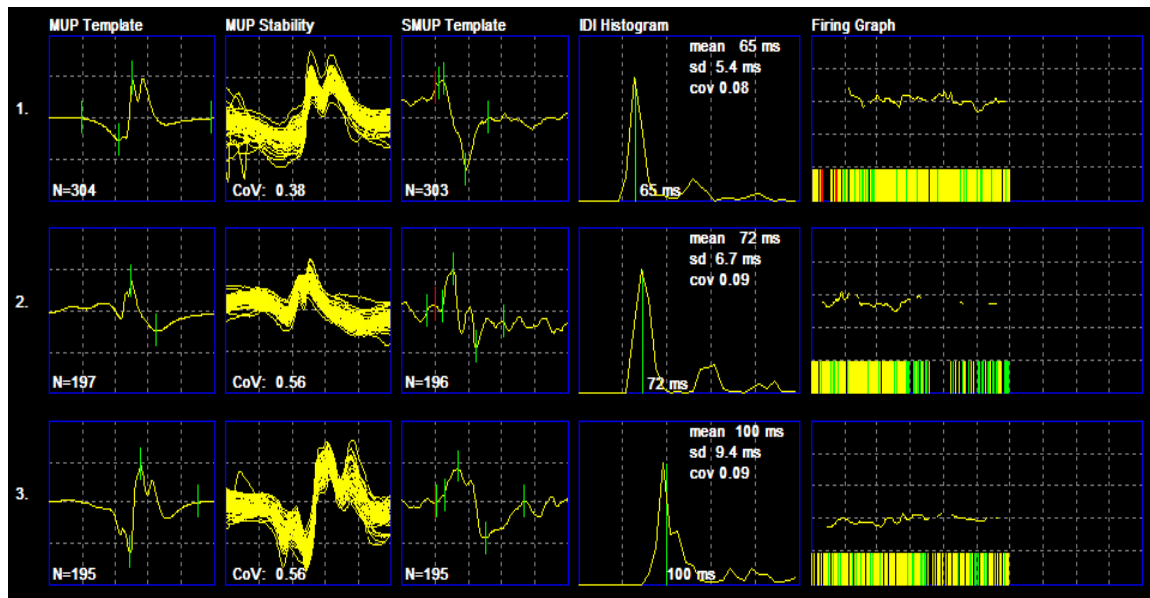 MUP Template MUP Stability SMUP Template IDI Histogram Firing Graph
mean 65 ms
sd 5.4 ms
cov 0.08
1.
N=304 CoV: 0.38 N=303 65 ms
mean 72 ms
sd 6.7 ms
cov 0.09
2.
N=197 CoV: 0.56 N=196 72 ms
mean 100 ms
sd 9.4 ms
cov 0.09
3.
N=195 CoV: 0.56 N=195 100 ms